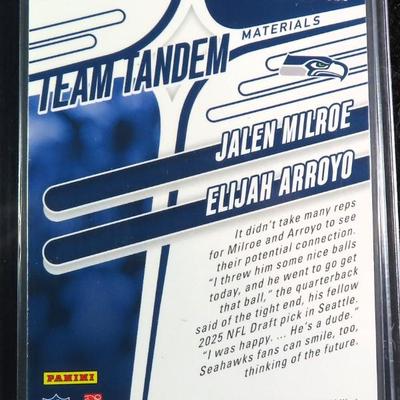 MATERIALS
TEAM TANDEM
JALEN MILROE
ELIJAH ARROYO
It didn't take many reps
for Milroe and Arroyo to see
their potential connection.
"I threw him some nice balls
today, and he went to go get
that ball," the quarterback
said of the tight end, his fellow
2025 NFL Draft pick in Seattle.
"I was happy. ... He's a dude."
Seahawks fans can smile, too,
thinking of the future.
PANINI
NFL